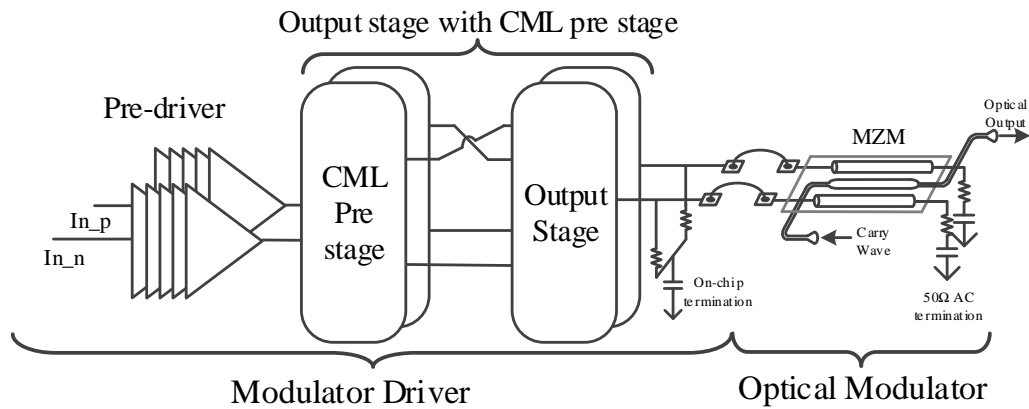 Output stage with CML pre stage
Pre-driver
In_p
In_n
CML
Pre
stage
Output
Stage
On-chip
termination
MZM
Optical
Output
Carry
Wave
50Ω AC
termination
Modulator Driver
Optical Modulator